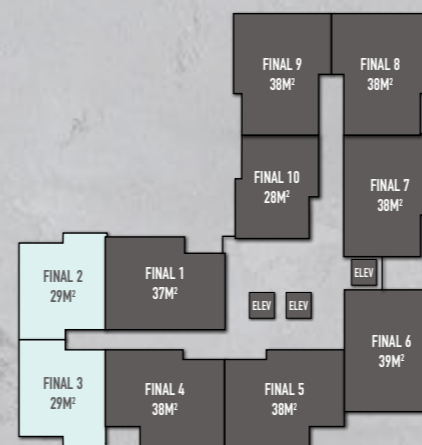 FINAL 9
38M²
FINAL 8
38M²
FINAL 10
28M²
FINAL 7
38M²
FINAL 2
29M²
FINAL 1
37M²
ELEV
ELEV
ELEV
FINAL 6
39M²
FINAL 3
29M²
FINAL 4
38M²
FINAL 5
38M²